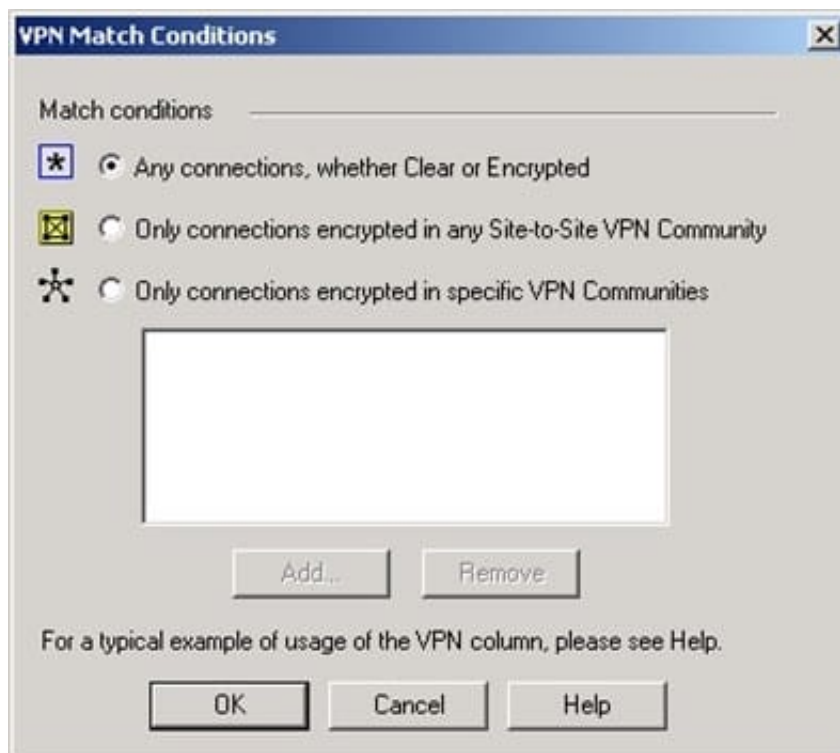 VPN Match Conditions
Match conditions
Any connections, whether Clear or Encrypted
Only connections encrypted in any Site-to-Site VPN Community
Only connections encrypted in specific VPN Communities
Add... Remove
For a typical example of usage of the VPN column, please see Help.
OK Cancel Help